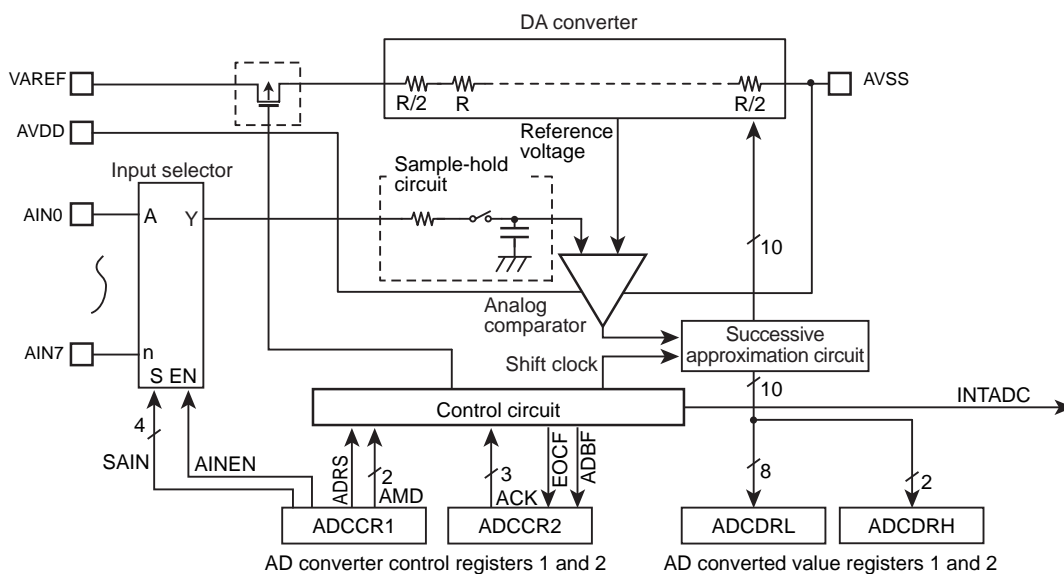 DA converter
VAREF
AVSS
R/2
R
R/2
AVDD
Reference
voltage
Input selector
Sample-hold
circuit
AIN0
A
Y
10
Analog
comparator
Successive
approximation circuit
AIN7
n
Shift clock
S EN
10
INTADC
Control circuit
4
SAIN
AINEN
ADRS
2
AMD
3
ACK
EOCF
ADBF
8
2
ADCCR1
ADCCR2
ADCDRL
ADCDRH
AD converter control registers 1 and 2
AD converted value registers 1 and 2